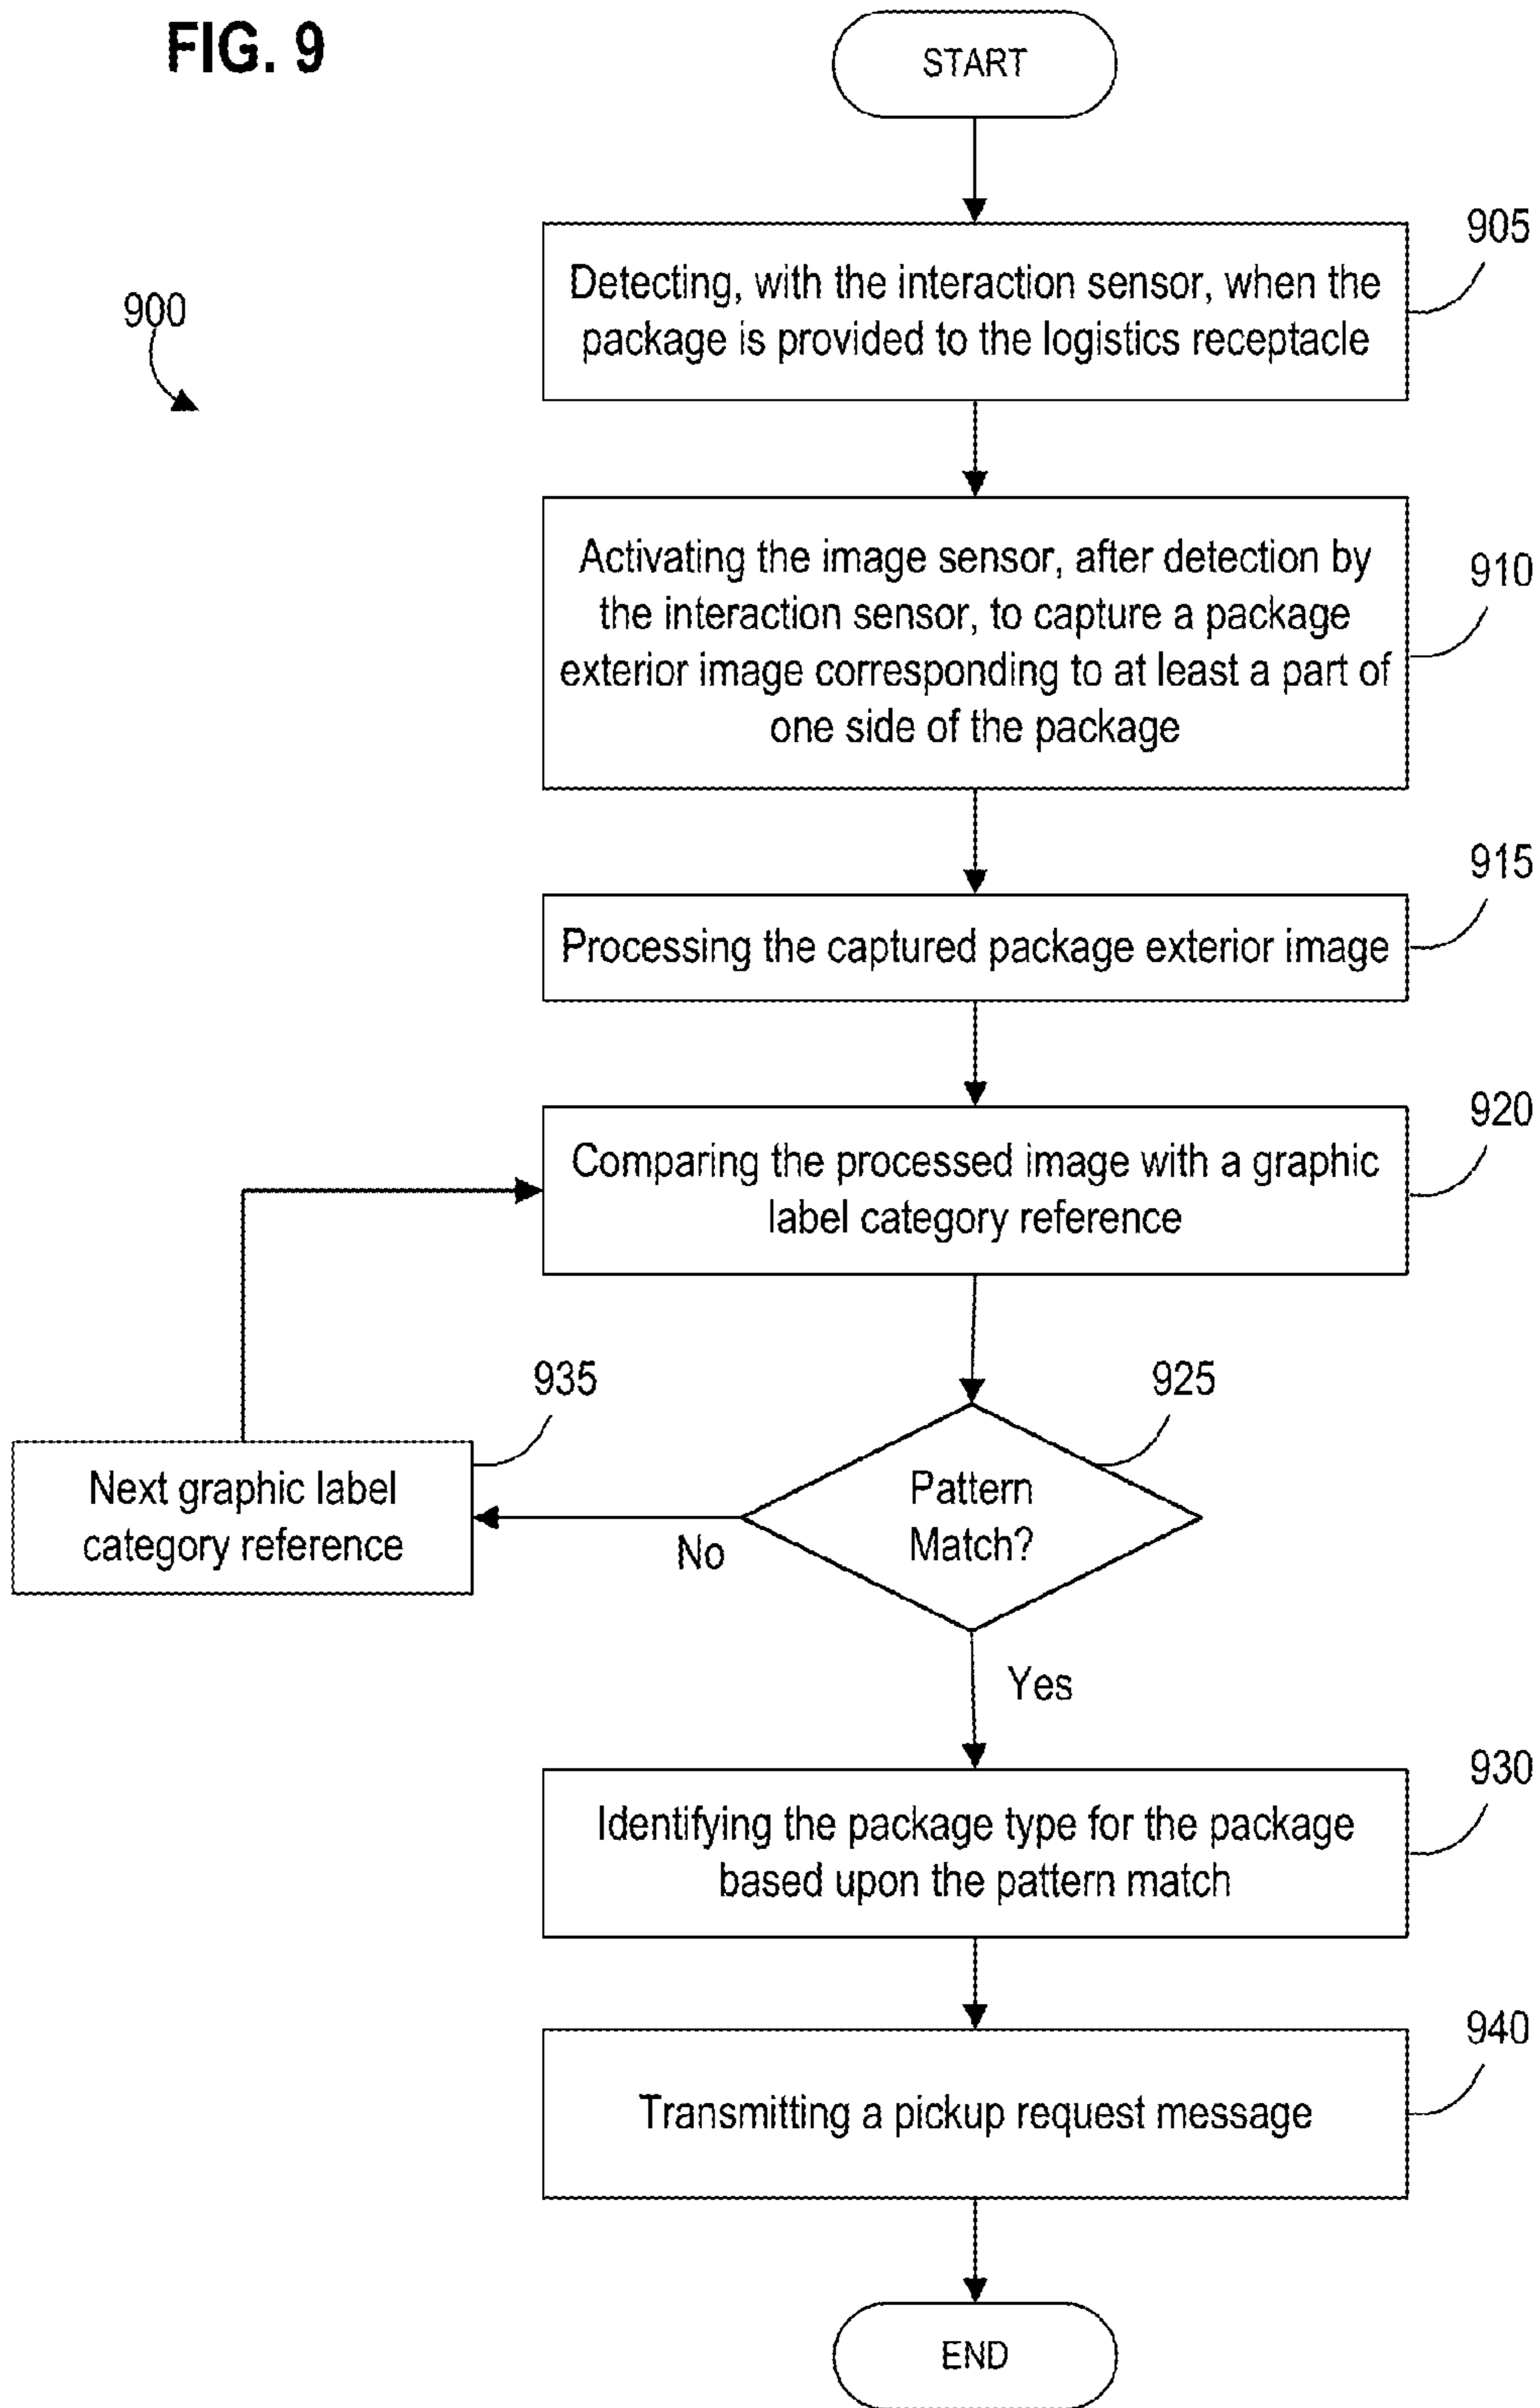 FIG. 9
START
900
905
Detecting, with the interaction sensor, when the
package is provided to the logistics receptacle
910
Activating the image sensor, after detection by
the interaction sensor, to capture a package
exterior image corresponding to at least a part of
one side of the package
915
Processing the captured package exterior image
920
Comparing the processed image with a graphic
label category reference
935
925
Next graphic label
category reference
Pattern
Match?
No
Yes
930
Identifying the package type for the package
based upon the pattern match
940
Transmitting a pickup request message
END